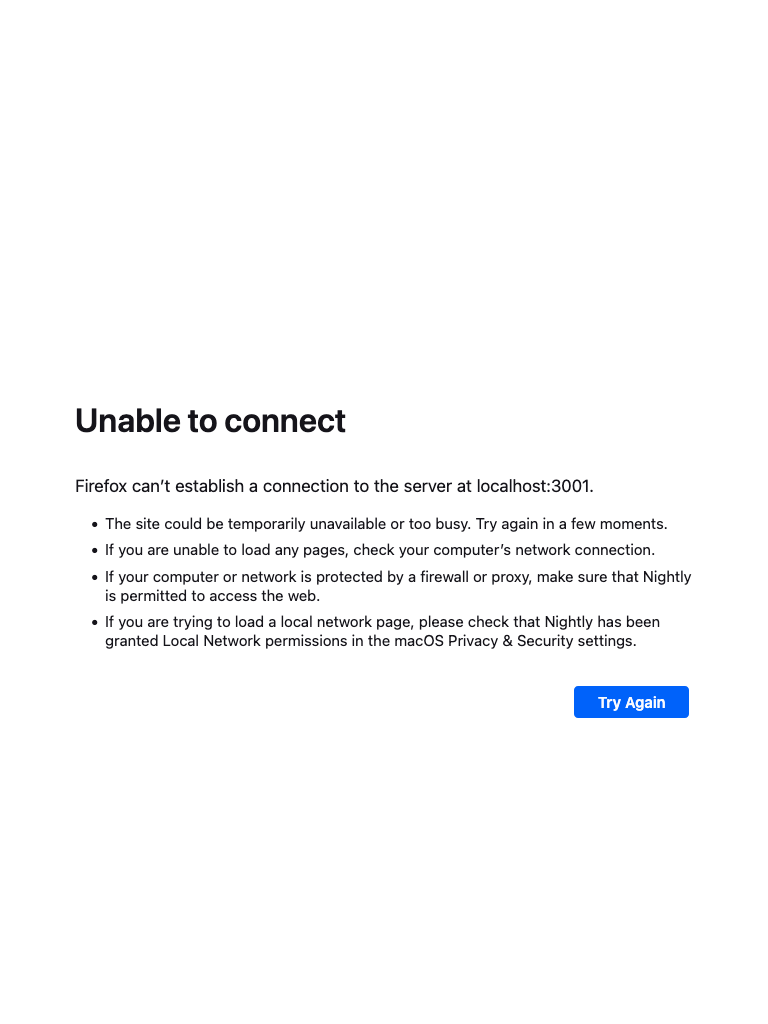 Unable to connect
Firefox can’t establish a connection to the server at localhost:3001.
• The site could be temporarily unavailable or too busy. Try again in a few moments.
• If you are unable to load any pages, check your computer’s network connection.
• If your computer or network is protected by a firewall or proxy, make sure that Nightly
is permitted to access the web.
• If you are trying to load a local network page, please check that Nightly has been
granted Local Network permissions in the macOS Privacy & Security settings.
Try Again